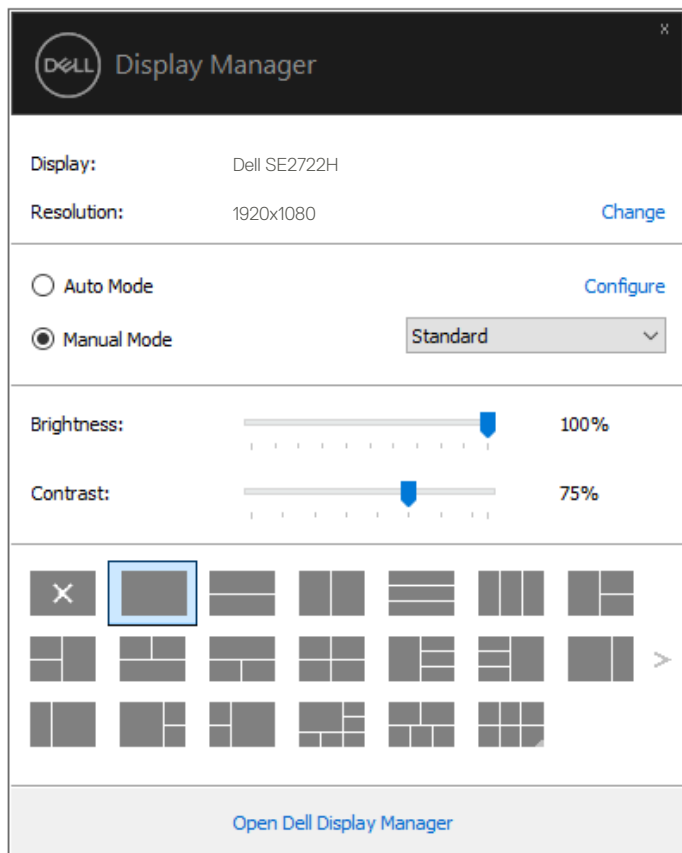 x
DELL Display Manager
Display: Dell SE2722H
Resolution: 1920x1080 Change
Auto Mode Configure
Manual Mode Standard
Brightness: 100%
Contrast: 75%
Open Dell Display Manager